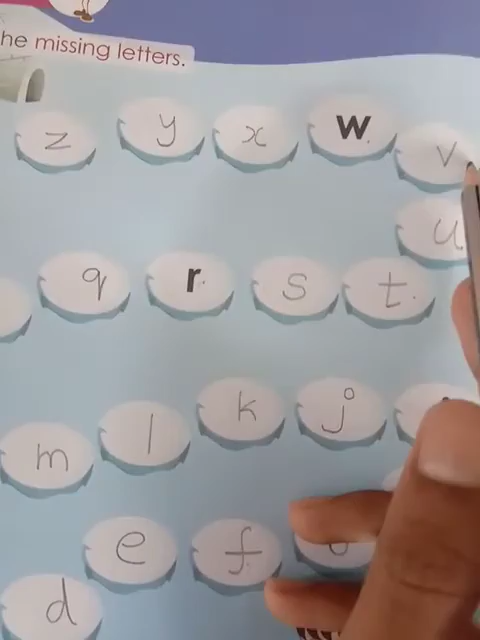 he missing letters.
z y x w v
u
q r s t
m l k j
e f
d